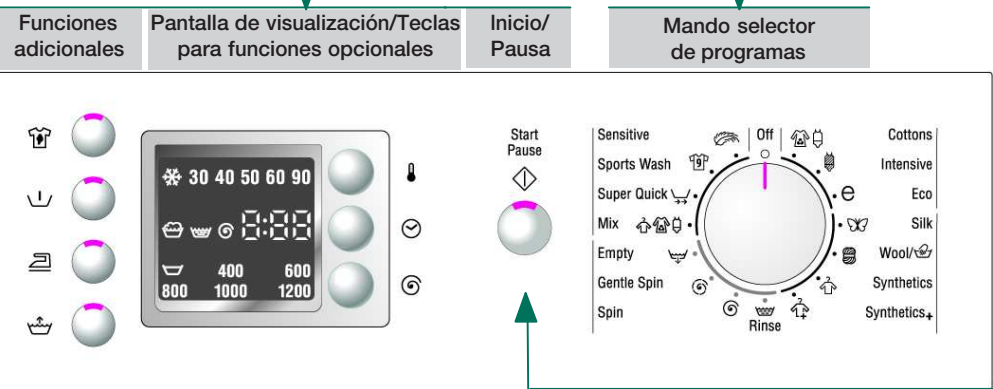 Funciones
adicionales
Pantalla de visualización/Teclas
para funciones opcionales
Inicio/
Pausa
Mando selector
de programas
30 40 50 60 90
8:88
400 600
800 1000 1200
Start
Pause
Sensitive
Sports Wash
Super Quick
Mix
Empty
Gentle Spin
Spin
9
Off
Rinse
e
Cottons
Intensive
Eco
Silk
Wool/
Synthetics
Synthetics+